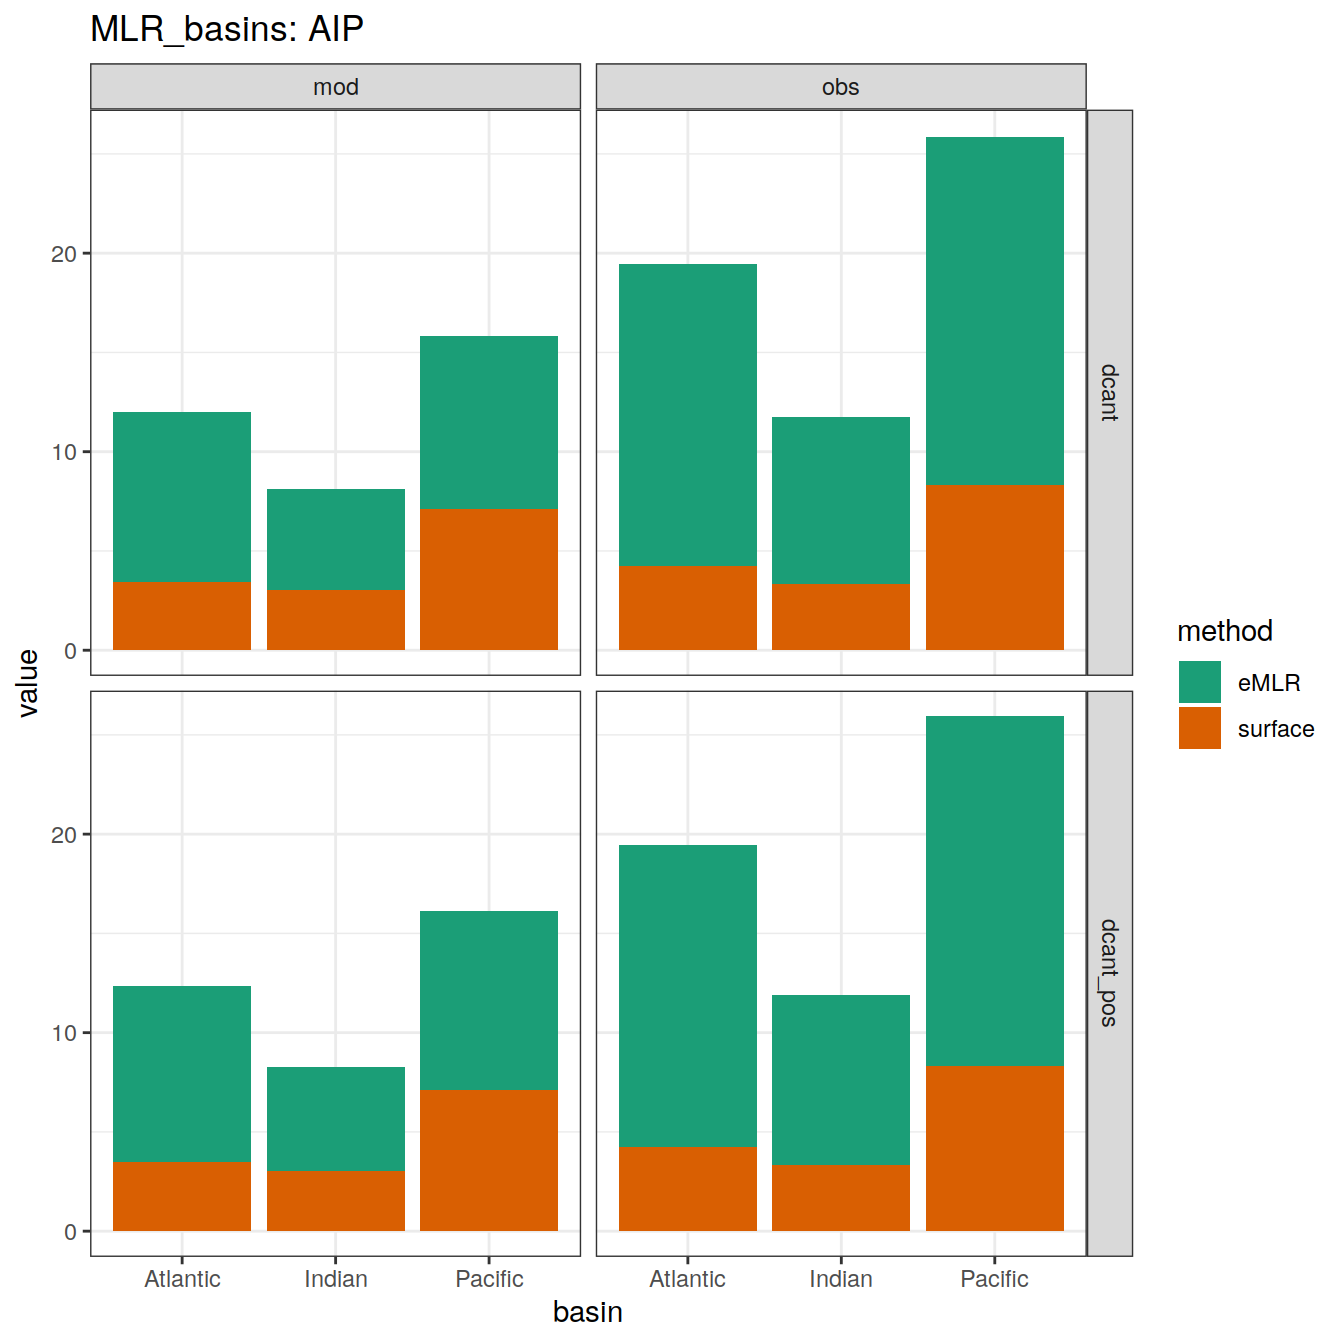 MLR_basins: AIP
mod
obs
20
10
0
dcant
20
10
0
dcant_pos
value
Atlantic
Indian
Pacific
Atlantic
Indian
Pacific
basin
method
eMLR
surface